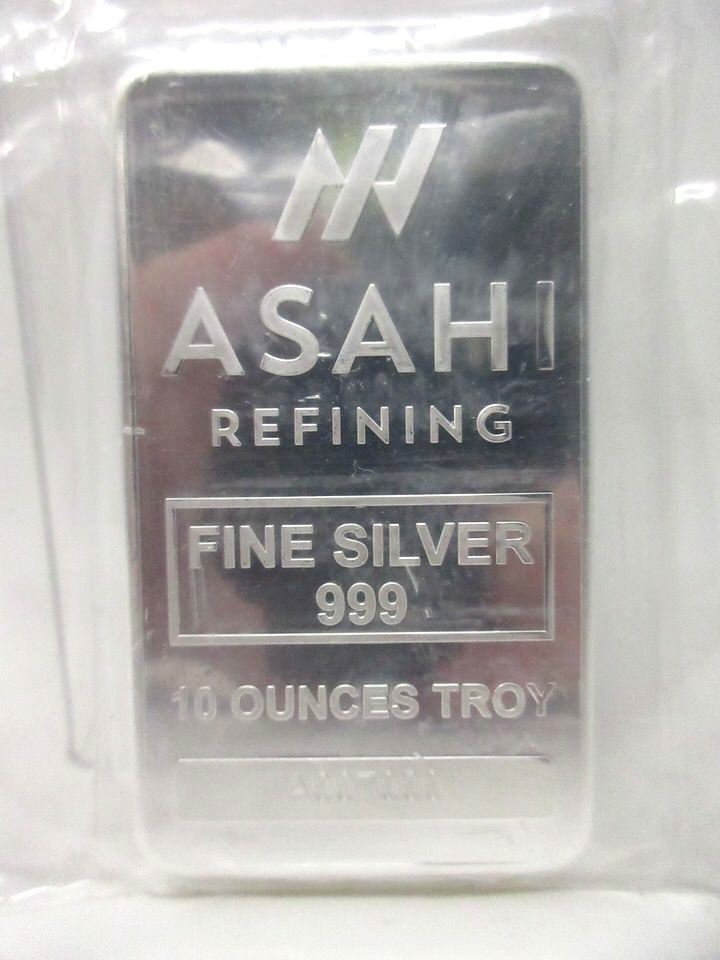 ASAHI
REFINING
FINE SILVER
999
10 OUNCES TROY